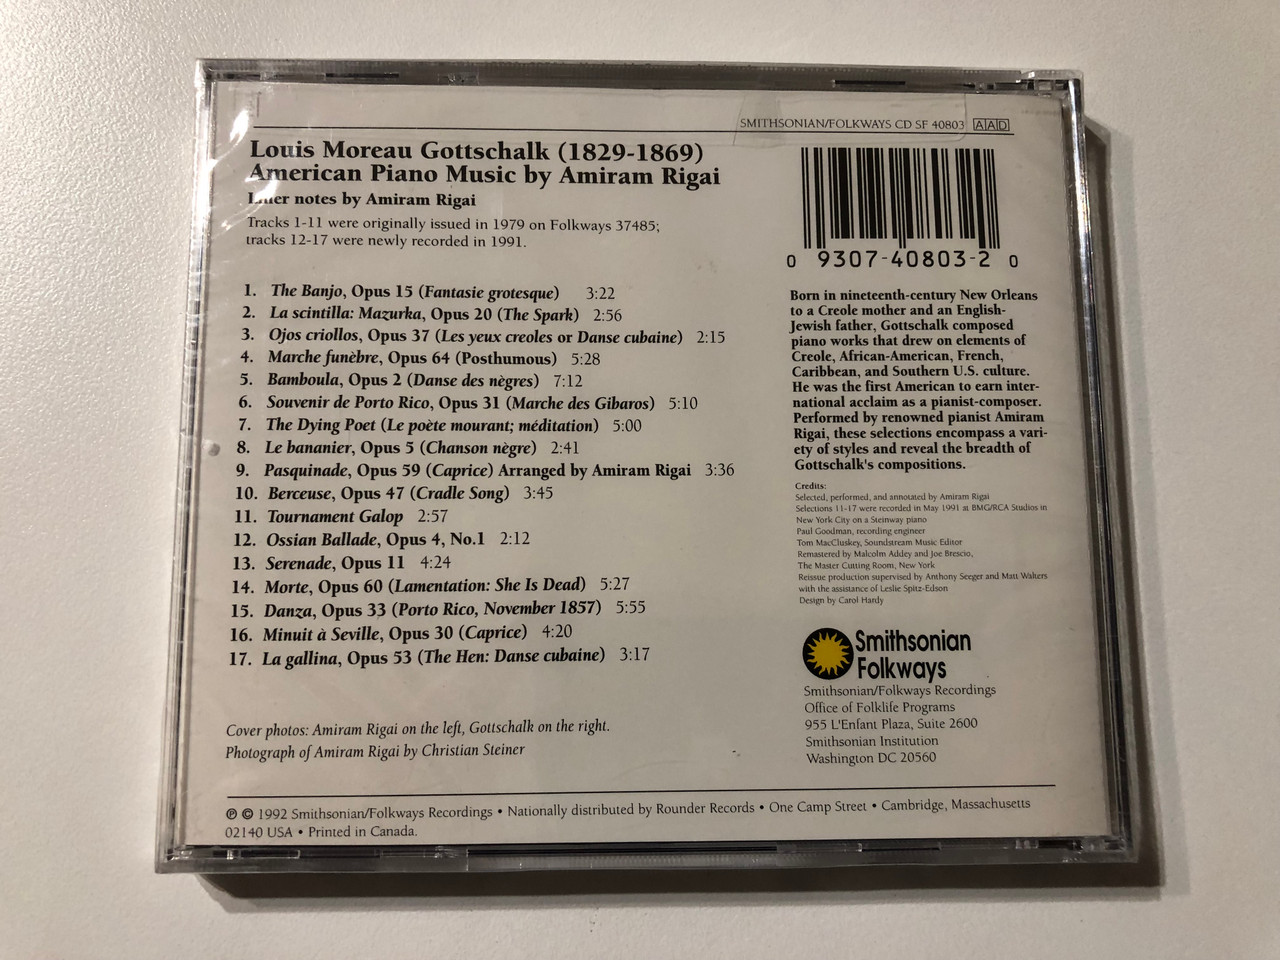 SMITHSONIAN/FOLKWAYS CD SF 40803 AAD
Louis Moreau Gottschalk (1829-1869)
American Piano Music by Amiram Rigai
Liner notes by Amiram Rigai
Tracks 1-11 were originally issued in 1979 on Folkways 37485;
tracks 12-17 were newly recorded in 1991.
1. The Banjo, Opus 15 (Fantasie grotesque) 3:22
2. La scintilla: Mazurka, Opus 20 (The Spark) 2:56
3. Ojos criollos, Opus 37 (Les yeux creoles or Danse cubaine) 2:15
4. Marche funèbre, Opus 64 (Posthumous) 5:28
5. Bamboula, Opus 2 (Danse des nègres) 7:12
6. Souvenir de Porto Rico, Opus 31 (Marche des Gibaros) 5:10
7. The Dying Poet (Le poète mourant; méditation) 5:00
8. Le bananier, Opus 5 (Chanson nègre) 2:41
9. Pasquinade, Opus 59 (Caprice) Arranged by Amiram Rigai 3:36
10. Berceuse, Opus 47 (Cradle Song) 3:45
11. Tournament Galop 2:57
12. Ossian Ballade, Opus 4, No.1 2:12
13. Serenade, Opus 11 4:24
14. Morte, Opus 60 (Lamentation: She Is Dead) 5:27
15. Danza, Opus 33 (Porto Rico, November 1857) 5:55
16. Minuit à Seville, Opus 30 (Caprice) 4:20
17. La gallina, Opus 53 (The Hen: Danse cubaine) 3:17
Cover photos: Amiram Rigai on the left, Gottschalk on the right.
Photograph of Amiram Rigai by Christian Steiner
0 9307-40803-2 0
Born in nineteenth-century New Orleans
to a Creole mother and an English-
Jewish father, Gottschalk composed
piano works that drew on elements of
Creole, African-American, French,
Caribbean, and Southern U.S. culture.
He was the first American to earn inter-
national acclaim as a pianist-composer.
Performed by renowned pianist Amiram
Rigai, these selections encompass a vari-
ety of styles and reveal the breadth of
Gottschalk's compositions.
Credits:
Selected, performed, and annotated by Amiram Rigai
Selections 11-17 were recorded in May 1991 at BMG/RCA Studios in
New York City on a Steinway piano
Paul Goodman, recording engineer
Tom MacCluskey, Soundstream Music Editor
Remastered by Malcolm Addey and Joe Brescio,
The Master Cutting Room, New York
Reissue production supervised by Anthony Seeger and Matt Walters
with the assistance of Leslie Spitz-Edson
Design by Carol Hardy
Smithsonian
Folkways
Smithsonian/Folkways Recordings
Office of Folklife Programs
955 L'Enfant Plaza, Suite 2600
Smithsonian Institution
Washington DC 20560
℗ © 1992 Smithsonian/Folkways Recordings • Nationally distributed by Rounder Records • One Camp Street • Cambridge, Massachusetts
02140 USA • Printed in Canada.